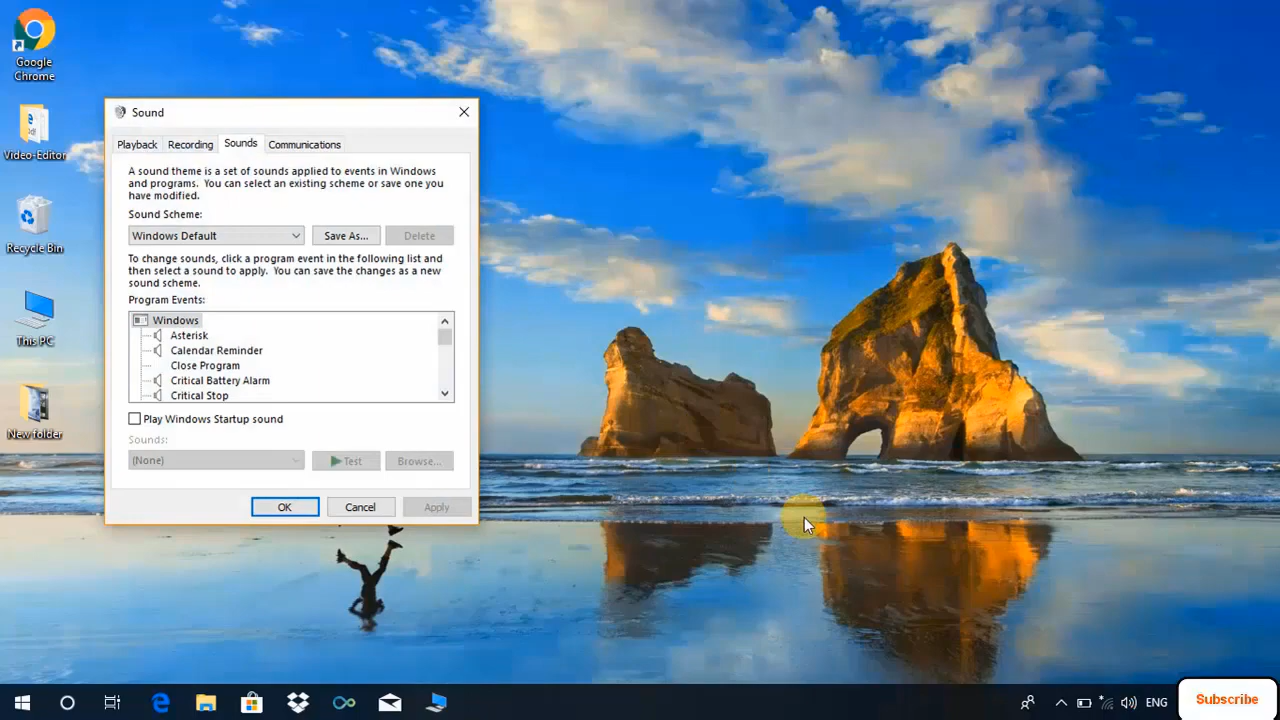 Google
Chrome
Video-Editor
Recycle Bin
This PC
New folder
Sound
Playback
Recording
Sounds
Communications
A sound theme is a set of sounds applied to events in Windows
and programs. You can select an existing scheme or save one you
have modified.
Sound Scheme:
Windows Default
Save As...
Delete
To change sounds, click a program event in the following list and
then select a sound to apply. You can save the changes as a new
sound scheme.
Program Events:
Windows
Asterisk
Calendar Reminder
Close Program
Critical Battery Alarm
Critical Stop
Play Windows Startup sound
Sounds:
(None)
Test
Browse...
OK
Cancel
Apply
ENG
Subscribe